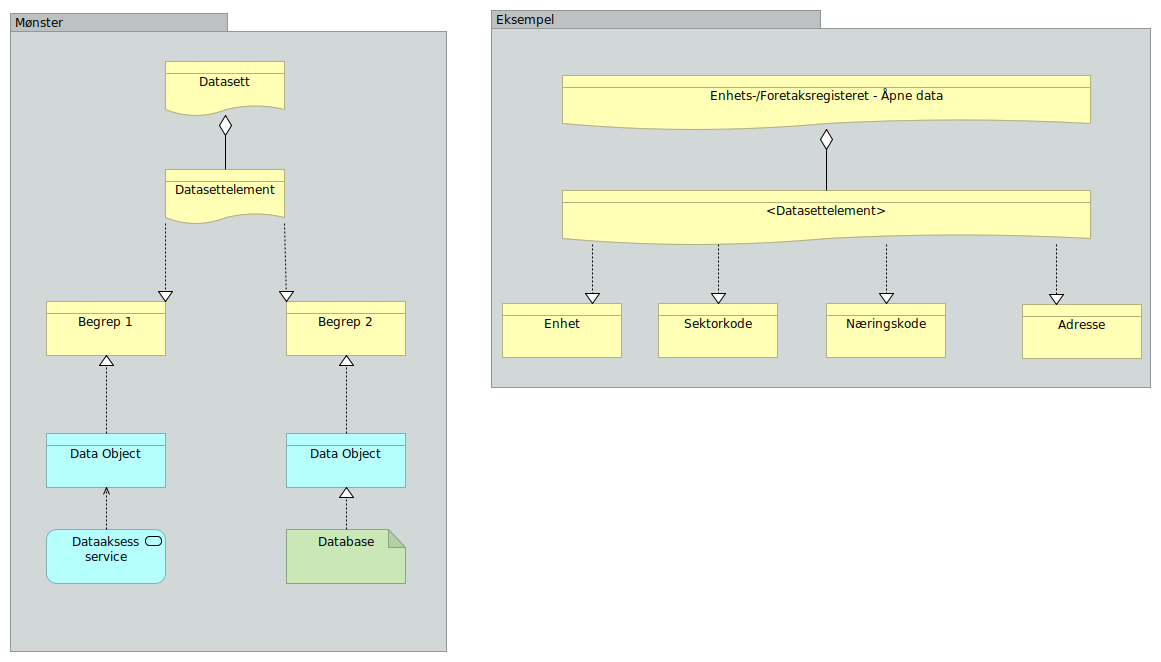 Mønster
Datasett
Datasettelement
Begrep 1
Begrep 2
Data Object
Data Object
Dataaksess
service
Database
Eksempel
Enhets-/Foretaksregisteret - Åpne data
<Datasettelement>
Enhet
Sektorkode
Næringskode
Adresse